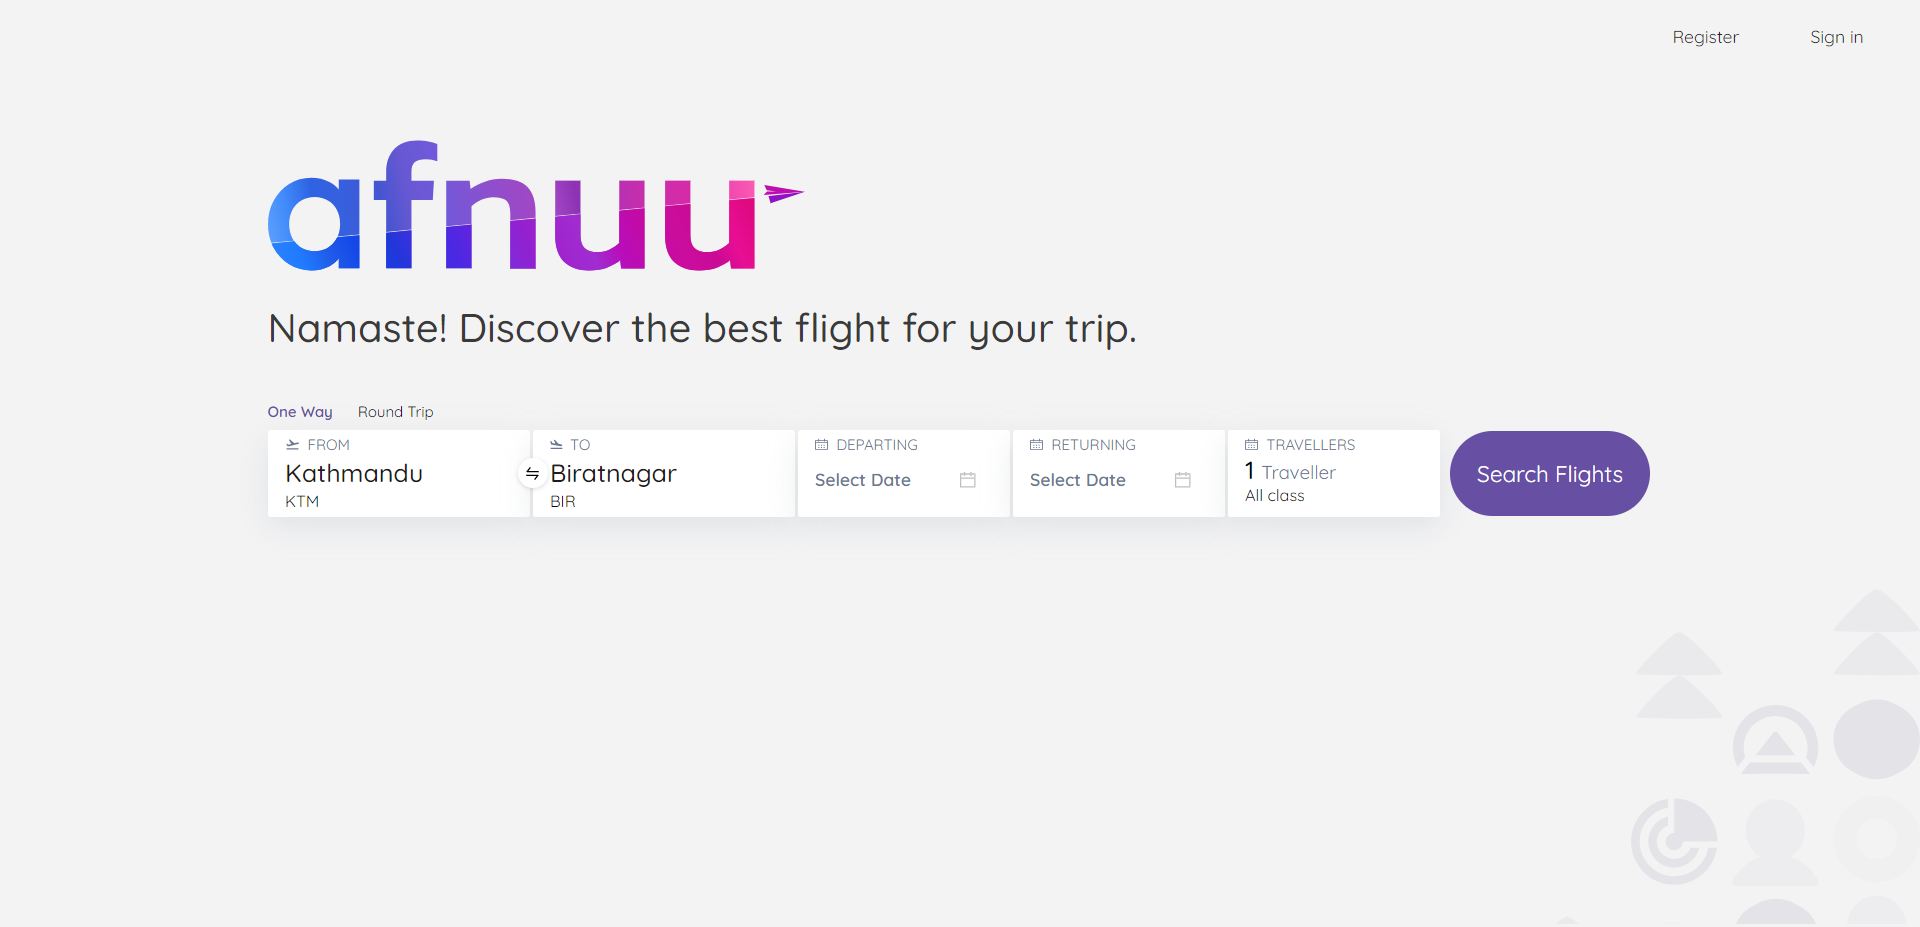 Register Sign in
afnuu
Namaste! Discover the best flight for your trip.
One Way Round Trip
FROM TO DEPARTING RETURNING TRAVELLERS
Kathmandu Biratnagar Select Date Select Date 1 Traveller Search Flights
KTM BIR All class